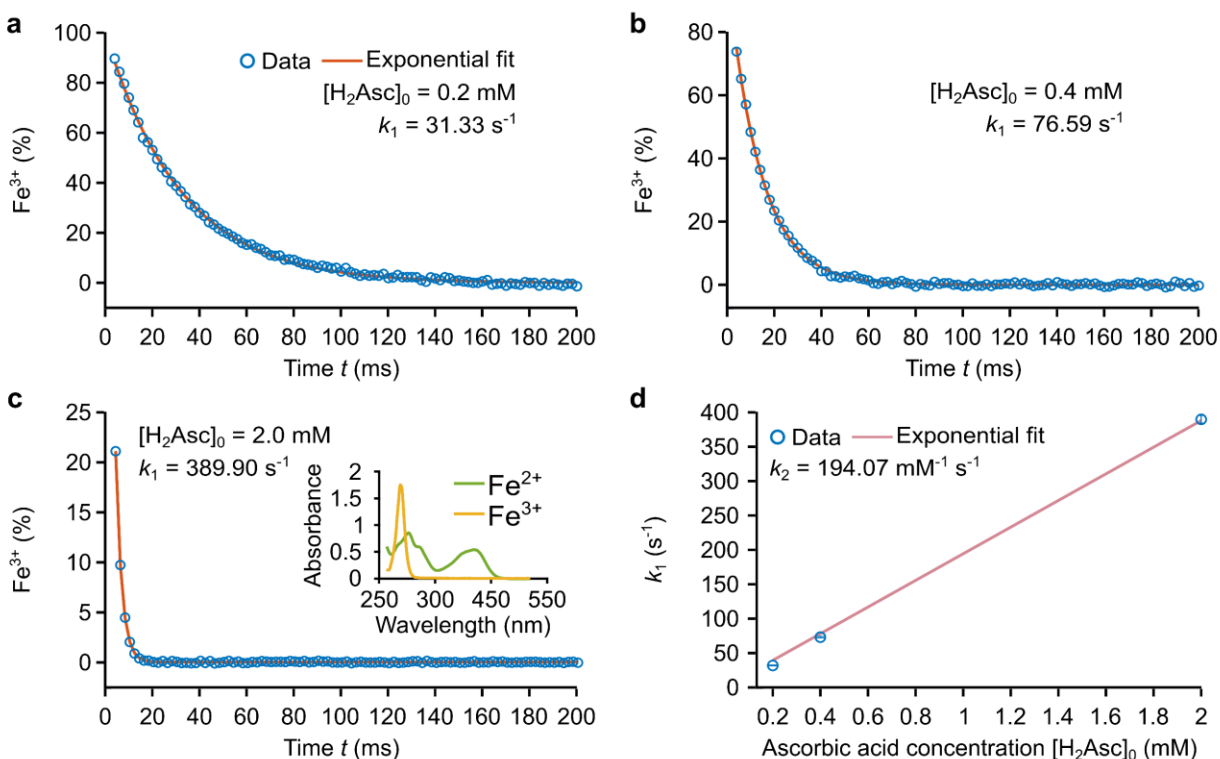 a
100
80
60
40
20
0
Fe³⁺ (%)
Data Exponential fit
[H₂Asc]₀ = 0.2 mM
k₁ = 31.33 s⁻¹
0 20 40 60 80 100 120 140 160 180 200
Time t (ms)
b
80
60
40
20
0
Fe³⁺ (%)
[H₂Asc]₀ = 0.4 mM
k₁ = 76.59 s⁻¹
0 20 40 60 80 100 120 140 160 180 200
Time t (ms)
c
25
20
15
10
5
0
Fe³⁺ (%)
[H₂Asc]₀ = 2.0 mM
k₁ = 389.90 s⁻¹
2
1.5
1
0.5
0
Absorbance
Fe²⁺
Fe³⁺
250 300 450 550
Wavelength (nm)
0 20 40 60 80 100 120 140 160 180 200
Time t (ms)
d
400
350
300
250
200
150
100
50
0
k₁ (s⁻¹)
Data Exponential fit
k₂ = 194.07 mM⁻¹ s⁻¹
0.2 0.4 0.6 0.8 1 1.2 1.4 1.6 1.8 2
Ascorbic acid concentration [H₂Asc]₀ (mM)